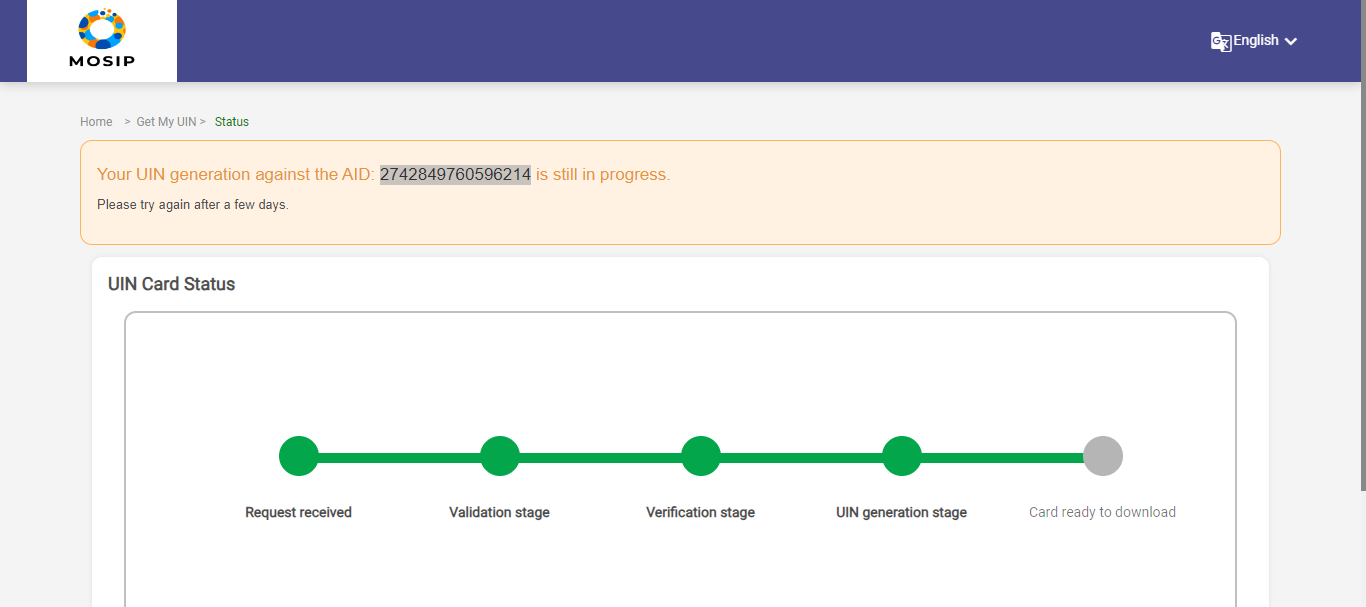 MOSIP
English
Home > Get My UIN > Status
Your UIN generation against the AID: 2742849760596214 is still in progress.
Please try again after a few days.
UIN Card Status
Request received
Validation stage
Verification stage
UIN generation stage
Card ready to download